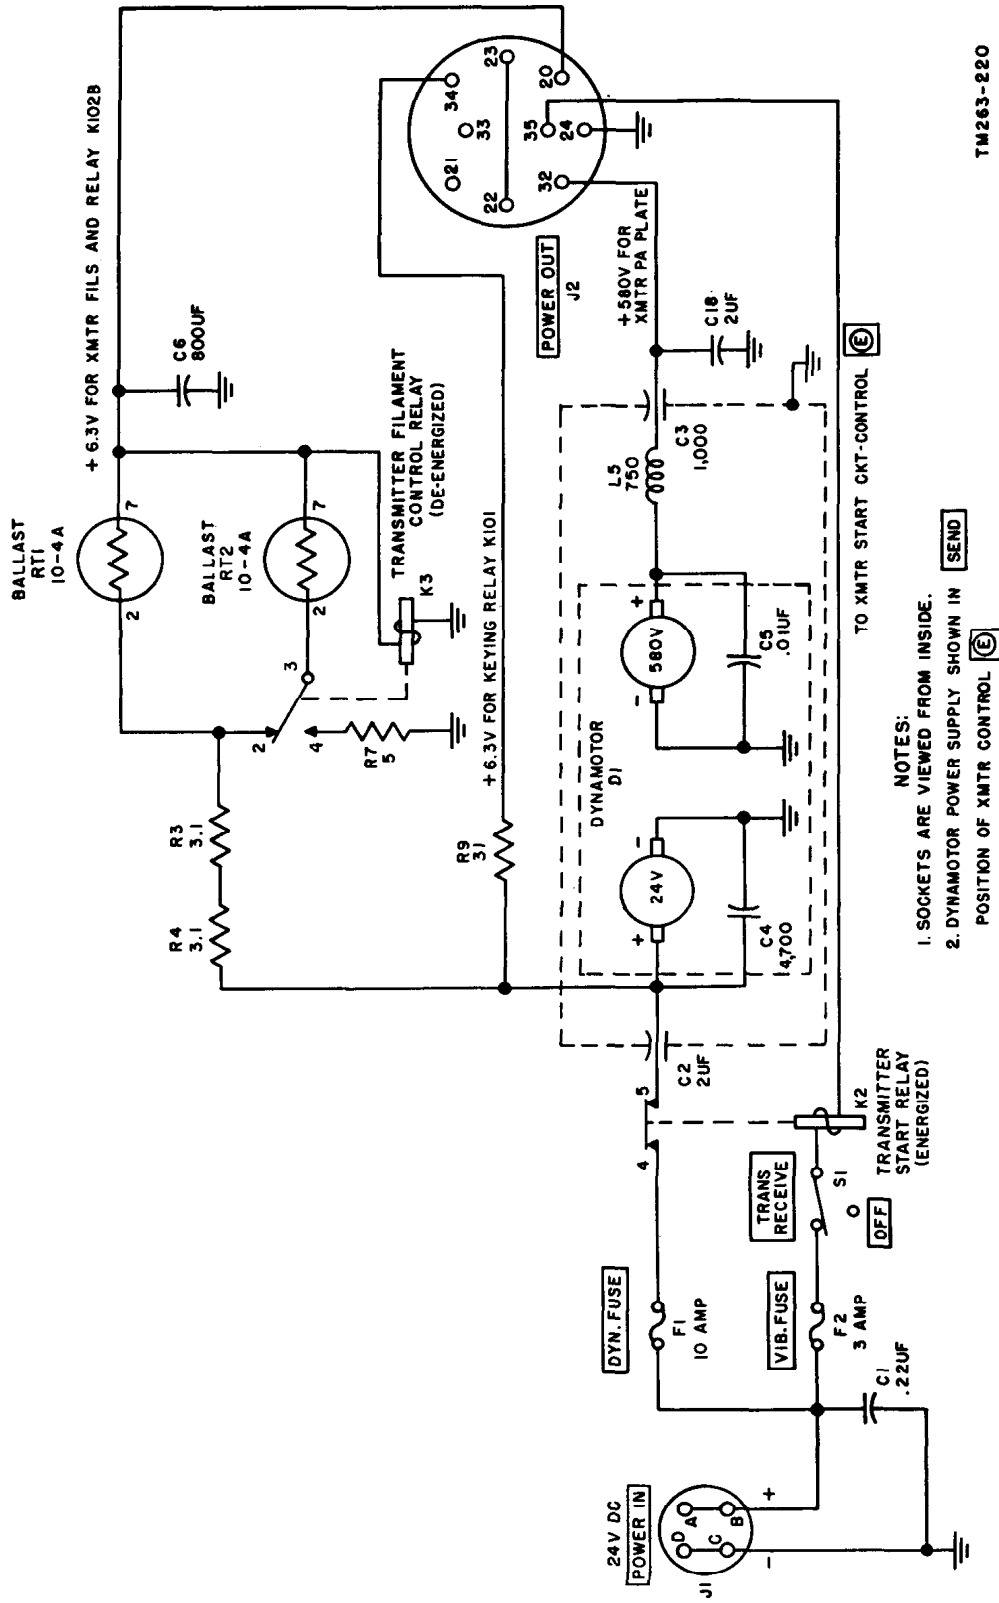 24V DC
POWER IN
J1
D
A
C
B
+
-
C1
.22UF
DYN. FUSE
F1
10 AMP
VIB. FUSE
F2
3 AMP
TRANS
RECEIVE
S1
OFF
4
5
K2
TRANSMITTER
START RELAY
(ENERGIZED)
C2
2UF
R4
3.1
R3
3.1
R9
31
+6.3V FOR KEYING RELAY K101
DYNAMOTOR
D1
+
24V
-
C4
4,700
-
580V
+
C5
.01UF
L5
750
C3
1,000
+580V FOR
XMTR PA PLATE
C18
2UF
2
3
4
R7
5
BALLAST
RT1
10-4A
2
7
BALLAST
RT2
10-4A
2
7
TRANSMITTER FILAMENT
CONTROL RELAY
(DE-ENERGIZED)
K3
C6
800UF
+6.3V FOR XMTR FILS AND RELAY K102B
POWER OUT
J2
21
34
33
22
23
32
35
24
20
TO XMTR START CKT-CONTROL E
NOTES:
1. SOCKETS ARE VIEWED FROM INSIDE.
2. DYNAMOTOR POWER SUPPLY SHOWN IN SEND
POSITION OF XMTR CONTROL E
TM263-220